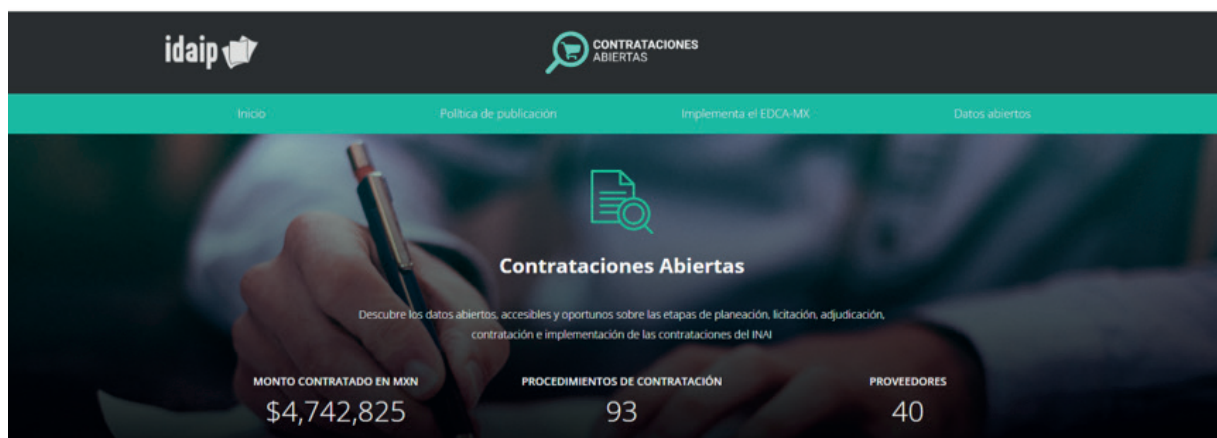 idaip
CONTRATACIONES
ABIERTAS
Inicio
Política de publicación
Implementa el EDCA-MX
Datos abiertos
Contrataciones Abiertas
Descubre los datos abiertos, accesibles y oportunos sobre las etapas de planeación, licitación, adjudicación,
contratación e implementación de las contrataciones del INAI
MONTO CONTRATADO EN MXN
$4,742,825
PROCEDIMIENTOS DE CONTRATACIÓN
93
PROVEEDORES
40